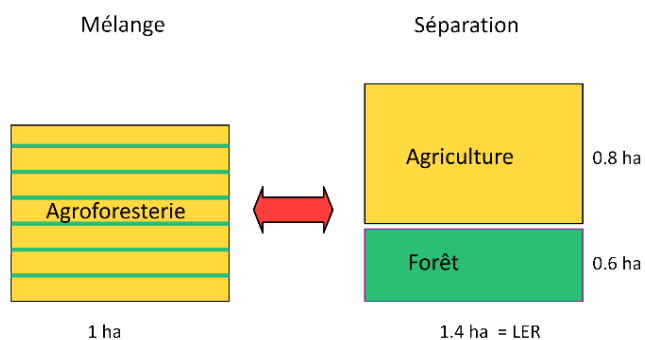 Mélange
Séparation
Agroforesterie
Agriculture
0.8 ha
Forêt
0.6 ha
1 ha
1.4 ha = LER